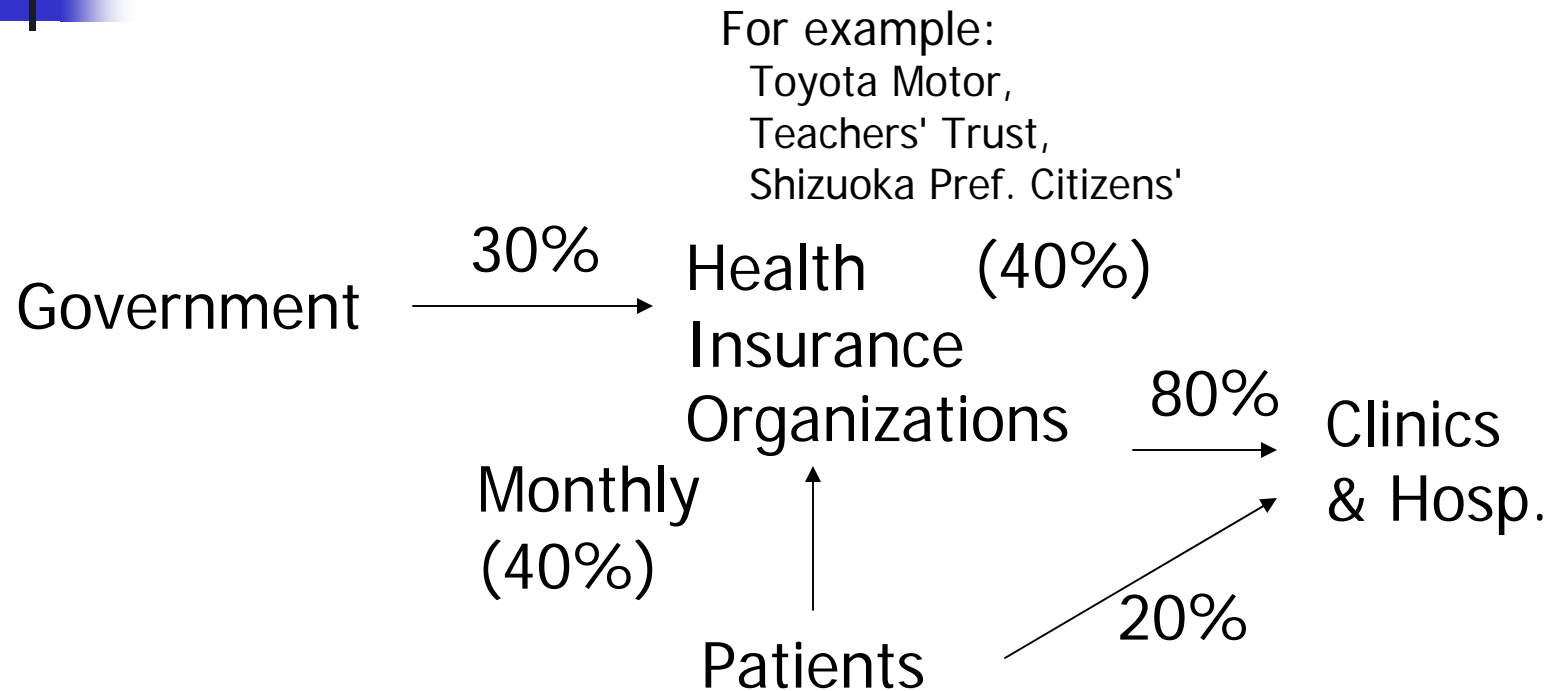 For example:
Toyota Motor,
Teachers' Trust,
Shizuoka Pref. Citizens'
30%
Government
Health (40%)
Insurance
Organizations
80%
Clinics
& Hosp.
Monthly
(40%)
20%
Patients